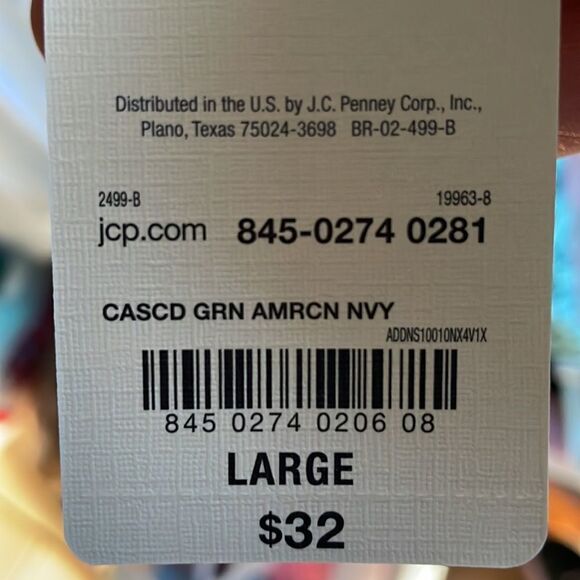 Distributed in the U.S. by J.C. Penney Corp., Inc.,
Plano, Texas 75024-3698 BR-02-499-B
2499-B 19963-8
jcp.com 845-0274 0281
CASCD GRN AMRCN NVY
ADDNS10010NX4V1X
845 0274 0206 08
LARGE
$32